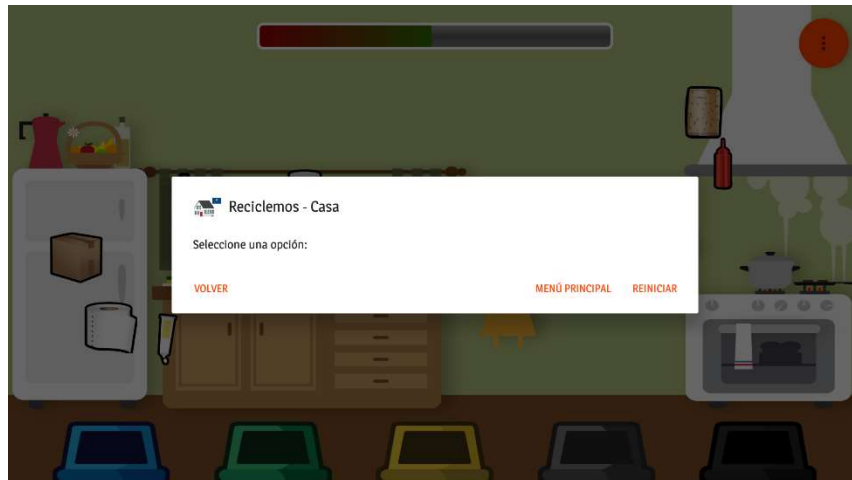 Reciclemos - Casa
Seleccione una opción:
VOLVER
MENÚ PRINCIPAL
REINICIAR